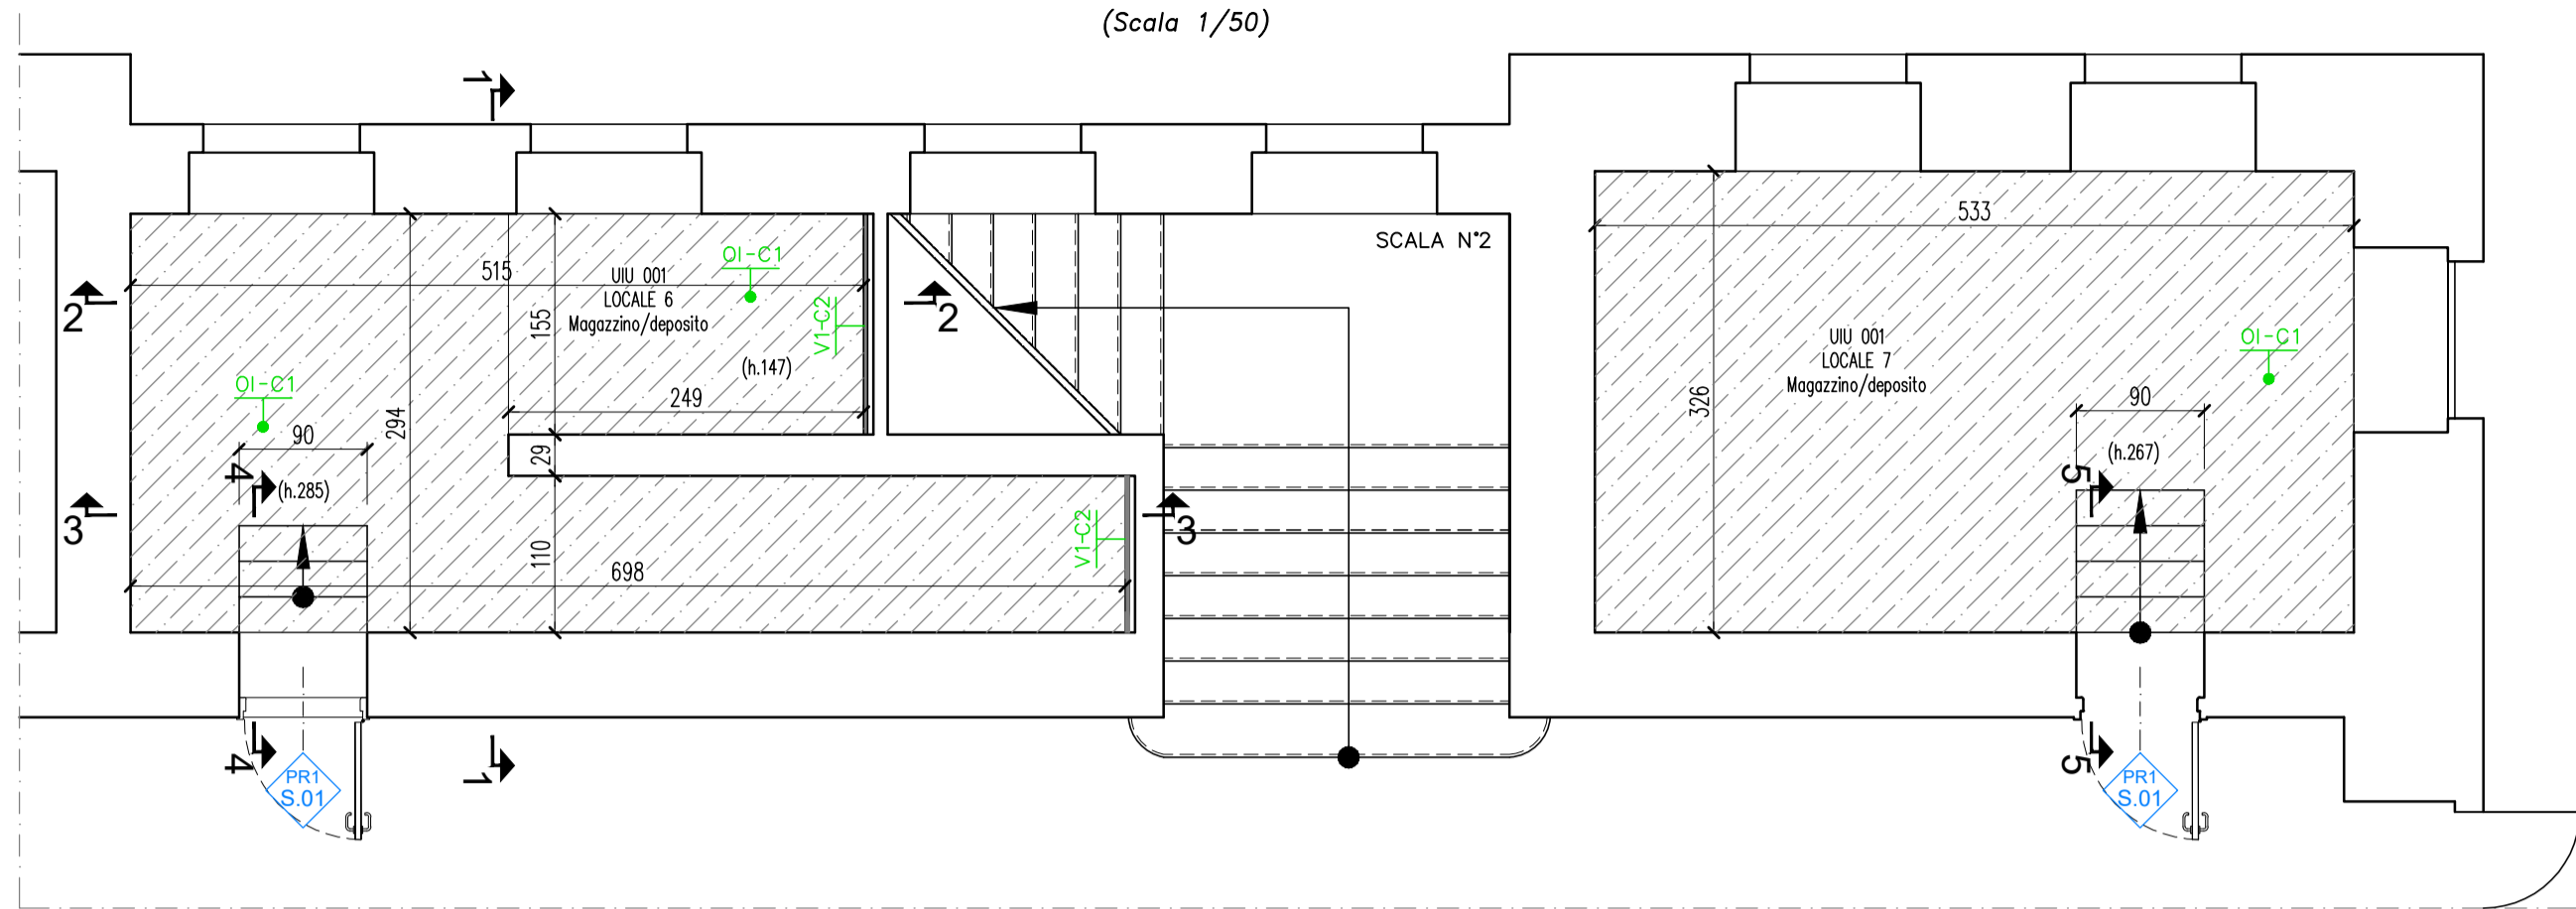 (Scala 1/50)
1
533
SCALA N°2
OI-C1
515
UIU 001
LOCALE 6
Magazzino/deposito
155
V1-C2
2
2
(h.147)
249
OI-C1
90
294
4
(h.285)
29
3
3
110
V1-C2
698
UIU 001
LOCALE 7
Magazzino/deposito
OI-C1
326
90
(h.267)
5
4
1
5
PR1
S.01
PR1
S.01